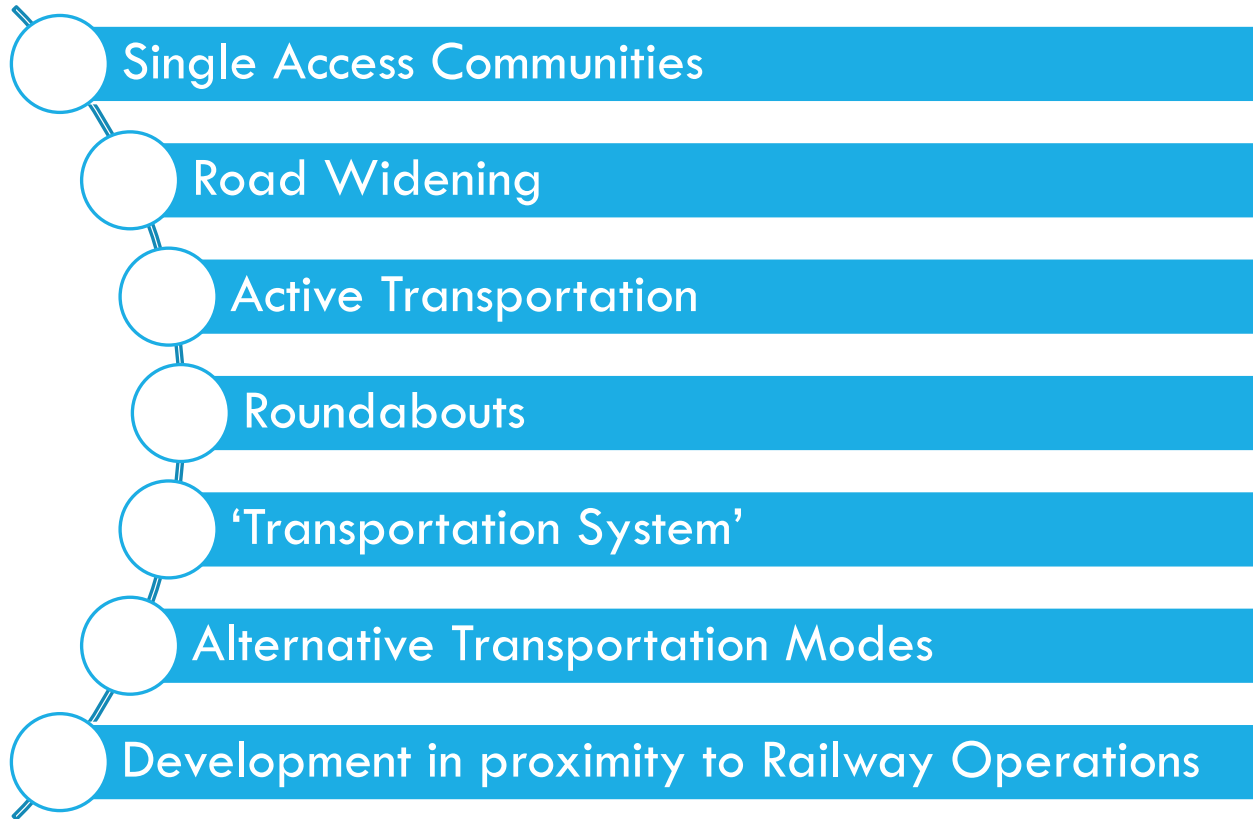 Single Access Communities
Road Widening
Active Transportation
Roundabouts
‘Transportation System’
Alternative Transportation Modes
Development in proximity to Railway Operations